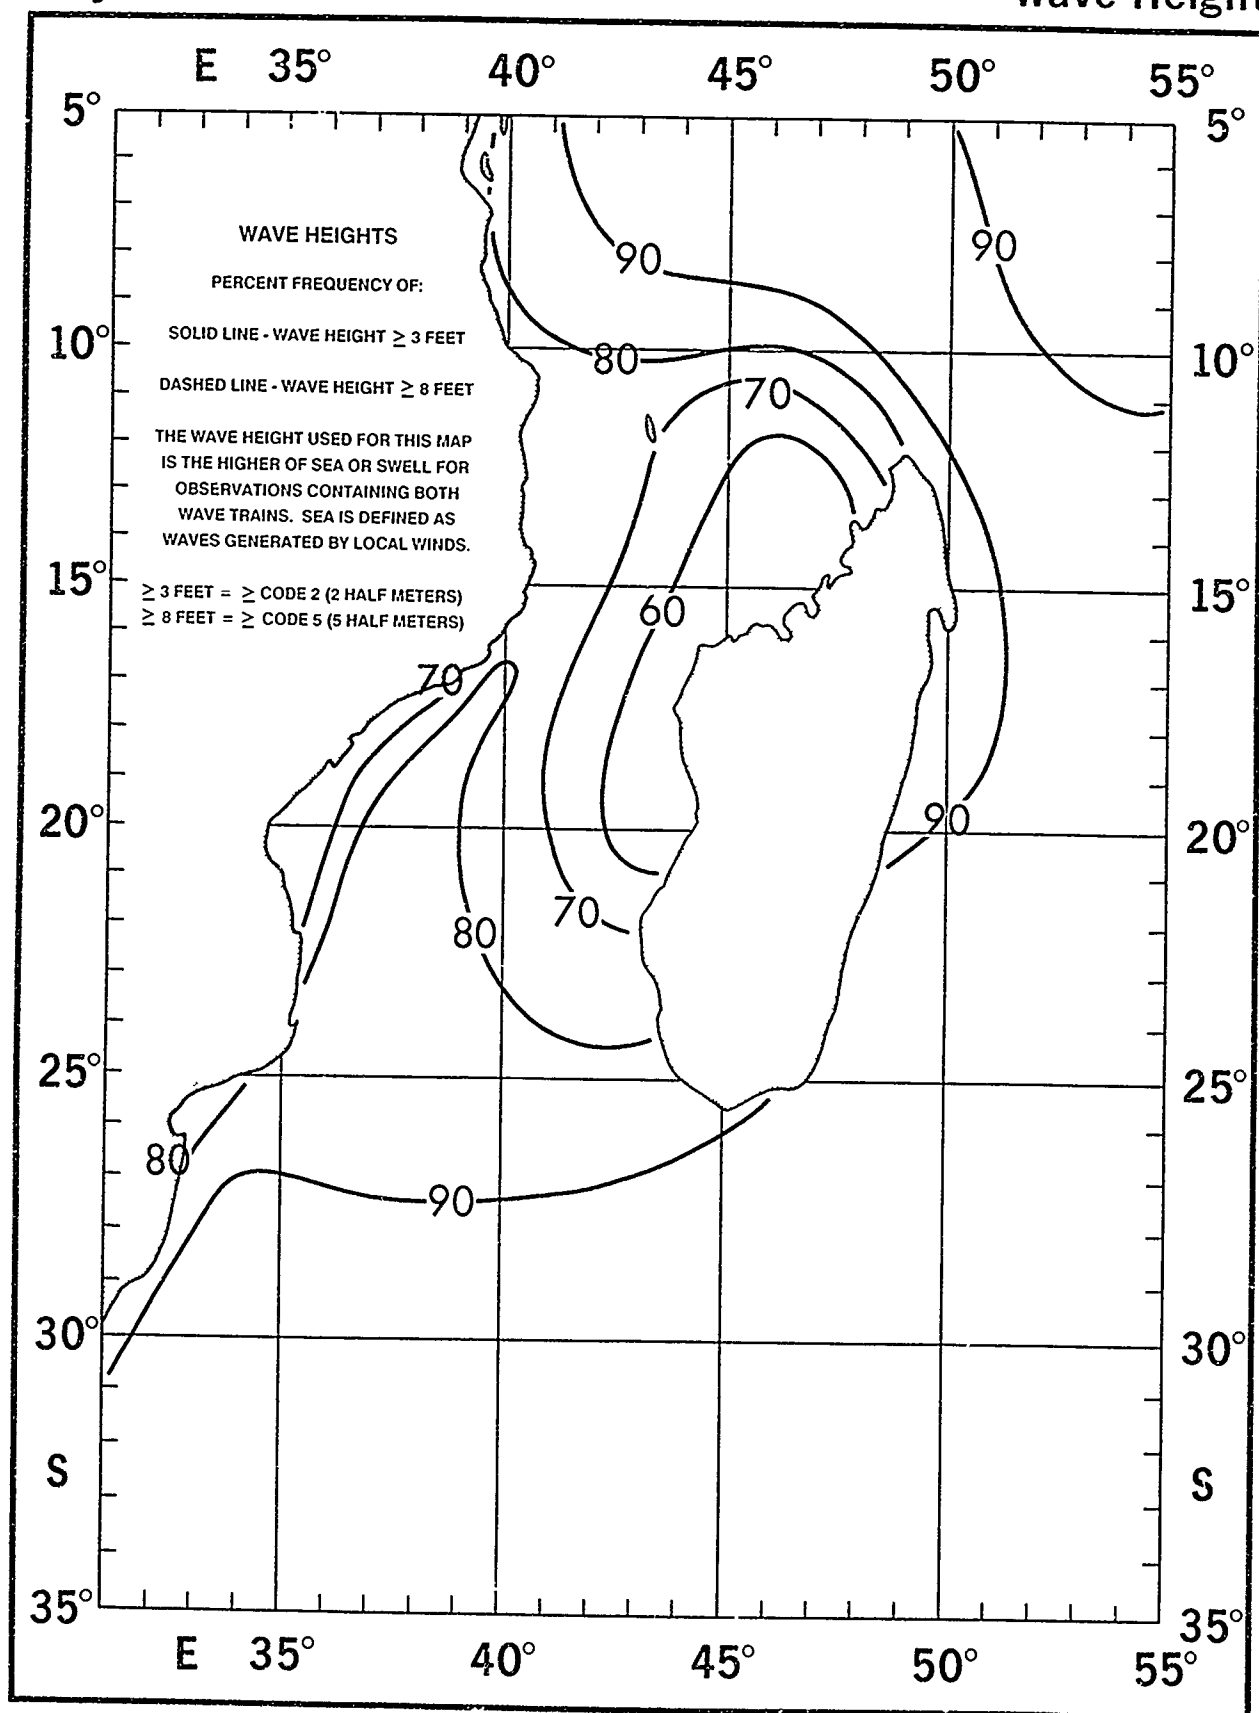 Wave Height
E 35° 40° 45° 50° 55°
5° 5°
WAVE HEIGHTS
PERCENT FREQUENCY OF:
SOLID LINE - WAVE HEIGHT ≥ 3 FEET
DASHED LINE - WAVE HEIGHT ≥ 8 FEET
THE WAVE HEIGHT USED FOR THIS MAP
IS THE HIGHER OF SEA OR SWELL FOR
OBSERVATIONS CONTAINING BOTH
WAVE TRAINS. SEA IS DEFINED AS
WAVES GENERATED BY LOCAL WINDS.
≥ 3 FEET = ≥ CODE 2 (2 HALF METERS)
≥ 8 FEET = ≥ CODE 5 (5 HALF METERS)
90
90
10° 10°
80
70
15° 15°
60
70
20° 20°
90
70
80
25° 25°
80
90
30° 30°
S S
35° 35°
E 35° 40° 45° 50° 55°